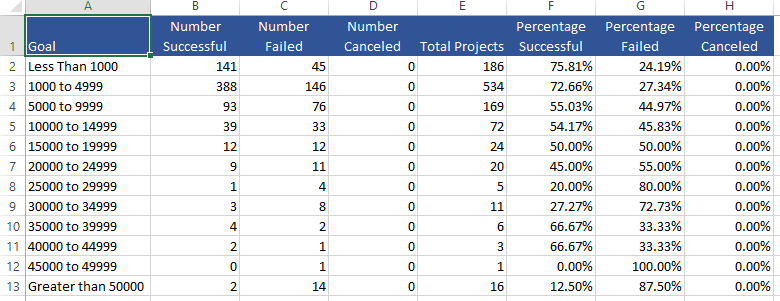 A B C D E F G H
Number Number Number Percentage Percentage Percentage
1 Goal Successful Failed Canceled Total Projects Successful Failed Canceled
2 Less Than 1000 141 45 0 186 75.81% 24.19% 0.00%
3 1000 to 4999 388 146 0 534 72.66% 27.34% 0.00%
4 5000 to 9999 93 76 0 169 55.03% 44.97% 0.00%
5 10000 to 14999 39 33 0 72 54.17% 45.83% 0.00%
6 15000 to 19999 12 12 0 24 50.00% 50.00% 0.00%
7 20000 to 24999 9 11 0 20 45.00% 55.00% 0.00%
8 25000 to 29999 1 4 0 5 20.00% 80.00% 0.00%
9 30000 to 34999 3 8 0 11 27.27% 72.73% 0.00%
10 35000 to 39999 4 2 0 6 66.67% 33.33% 0.00%
11 40000 to 44999 2 1 0 3 66.67% 33.33% 0.00%
12 45000 to 49999 0 1 0 1 0.00% 100.00% 0.00%
13 Greater than 50000 2 14 0 16 12.50% 87.50% 0.00%